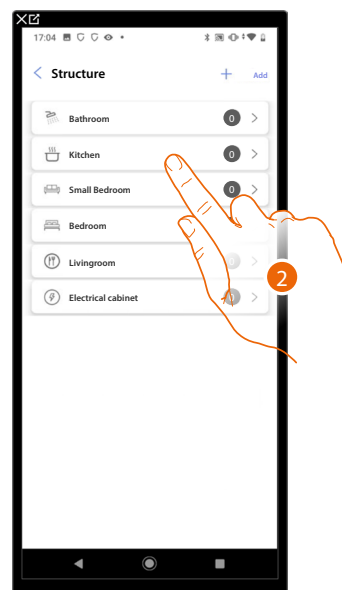 17:04
Structure
+ Add
Bathroom 0
Kitchen 0
Small Bedroom 0
Bedroom
Livingroom
Electrical cabinet
2